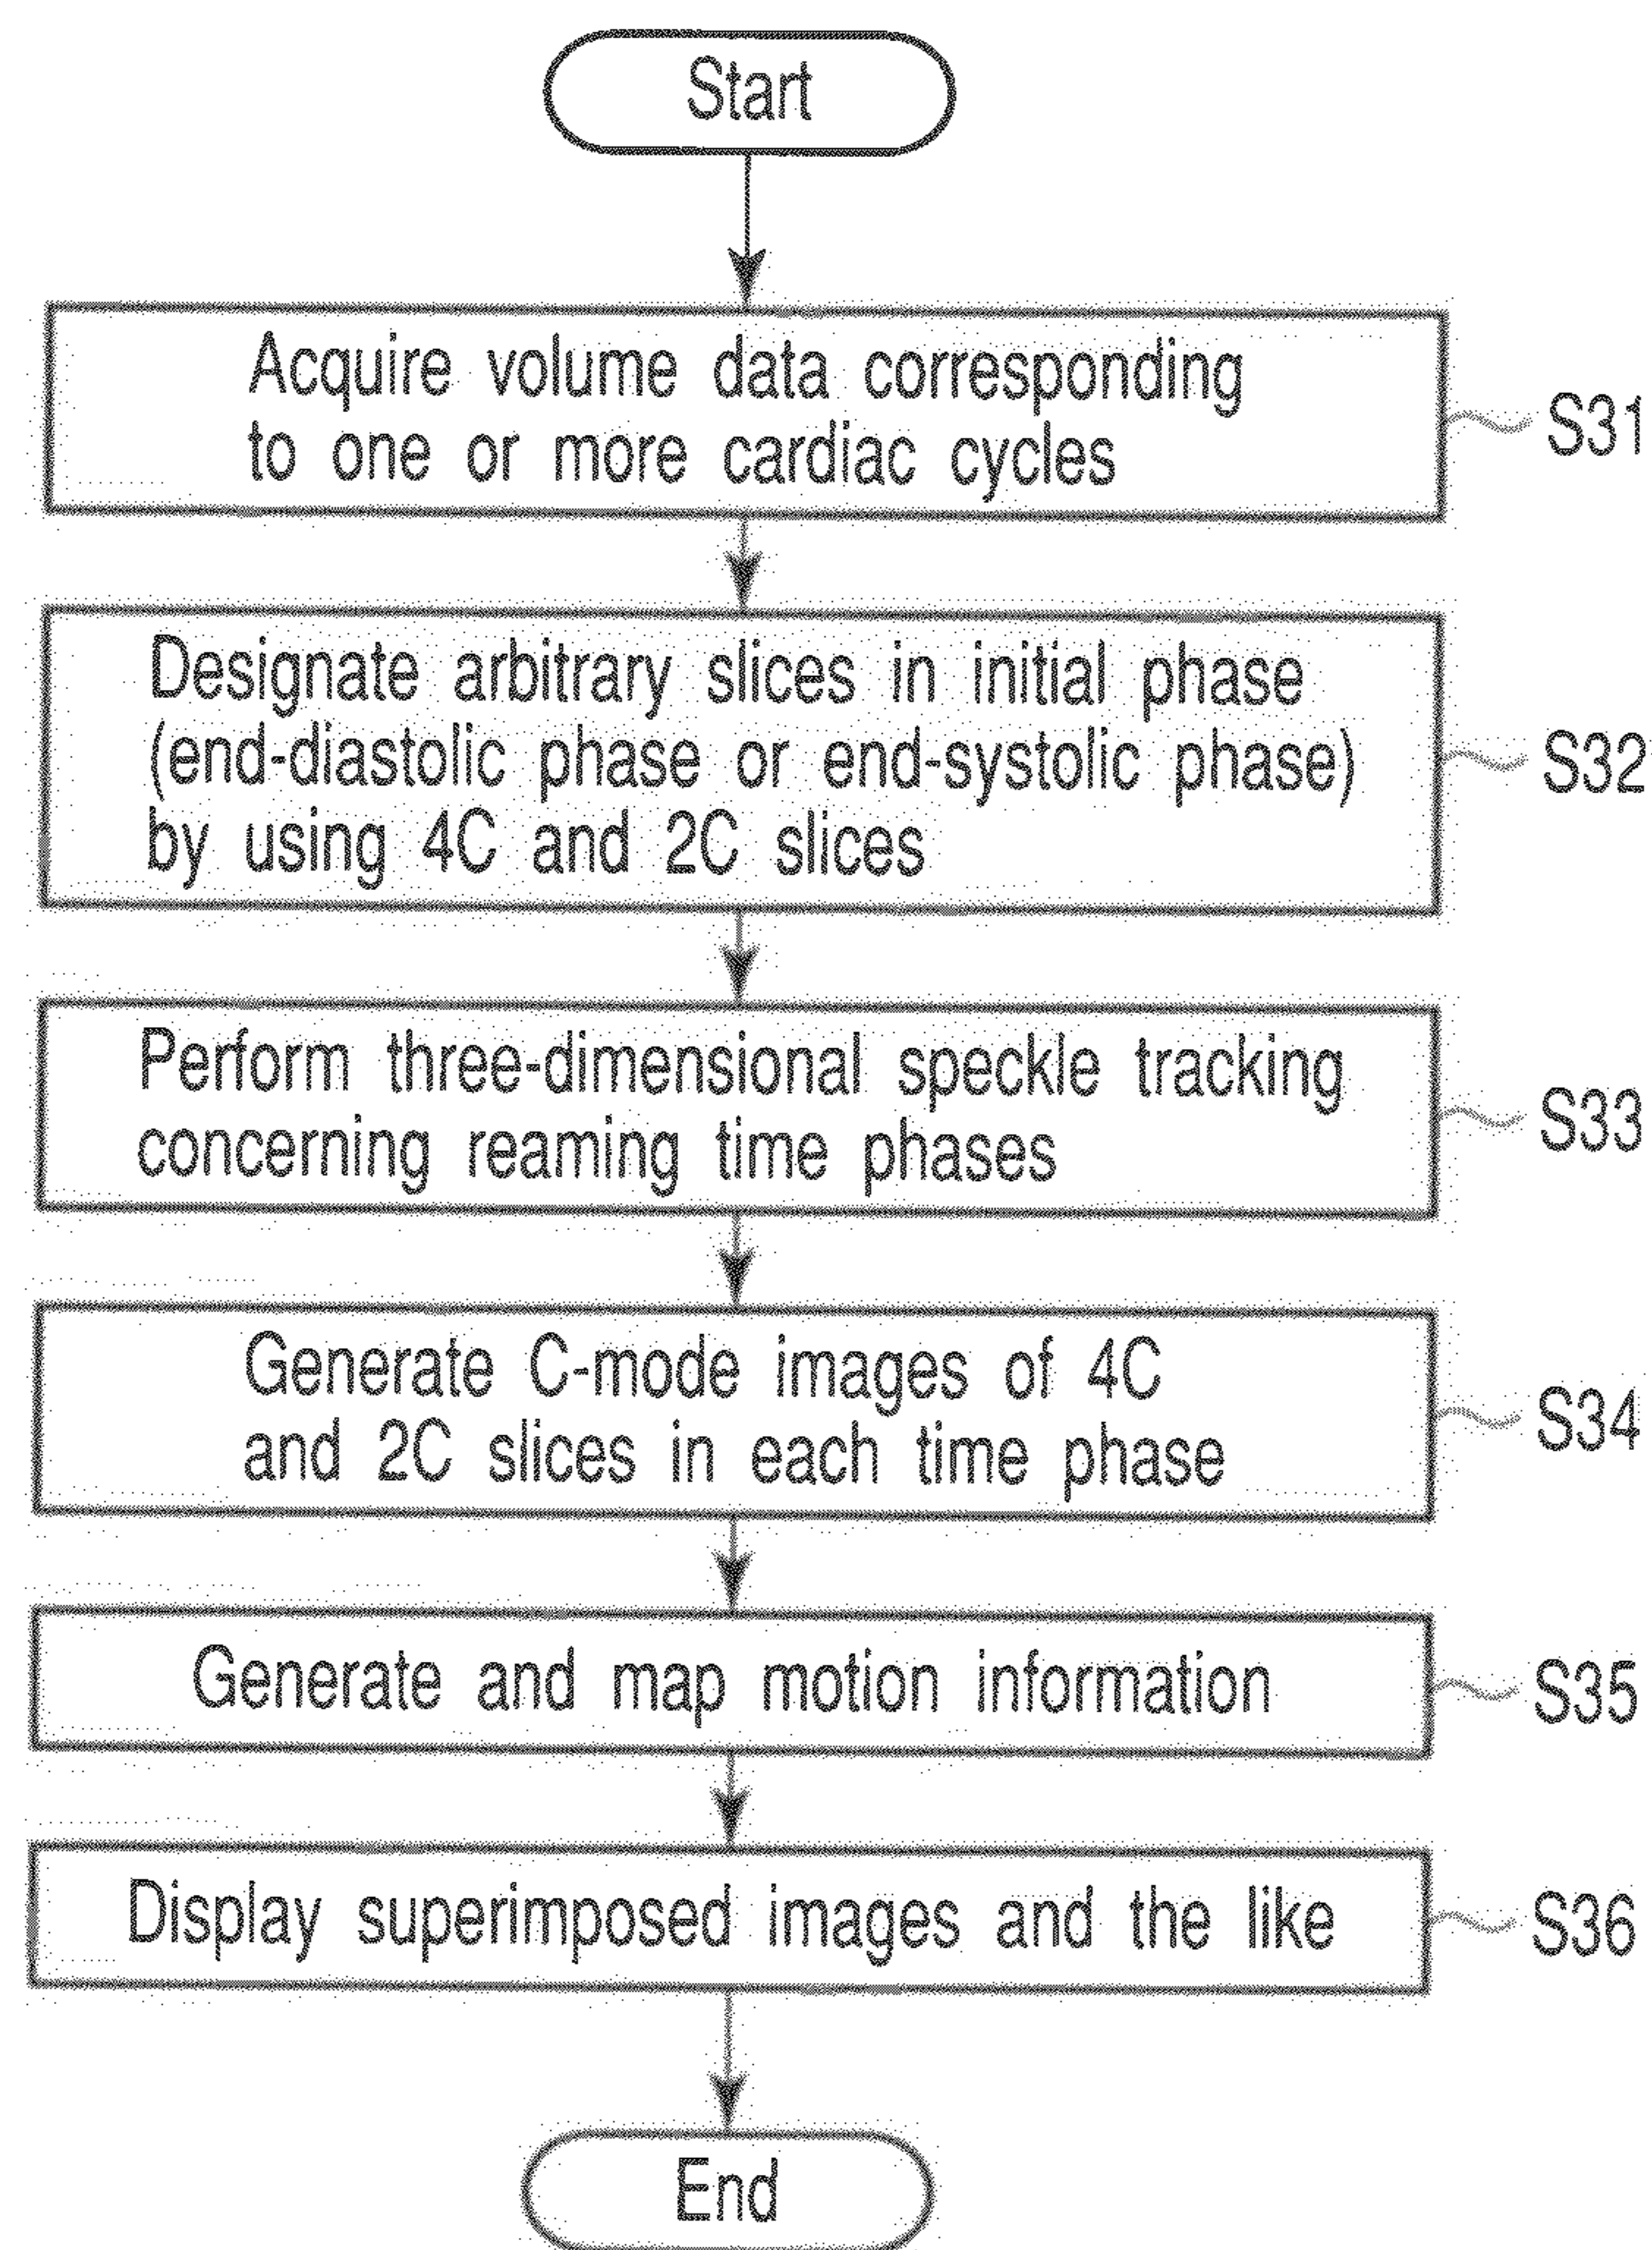 Start
Acquire volume data corresponding
to one or more cardiac cycles
S31
Designate arbitrary slices in initial phase
(end-diastolic phase or end-systolic phase)
by using 4C and 2C slices
S32
Perform three-dimensional speckle tracking
concerning reaming time phases
S33
Generate C-mode images of 4C
and 2C slices in each time phase
S34
Generate and map motion information
S35
Display superimposed images and the like
S36
End